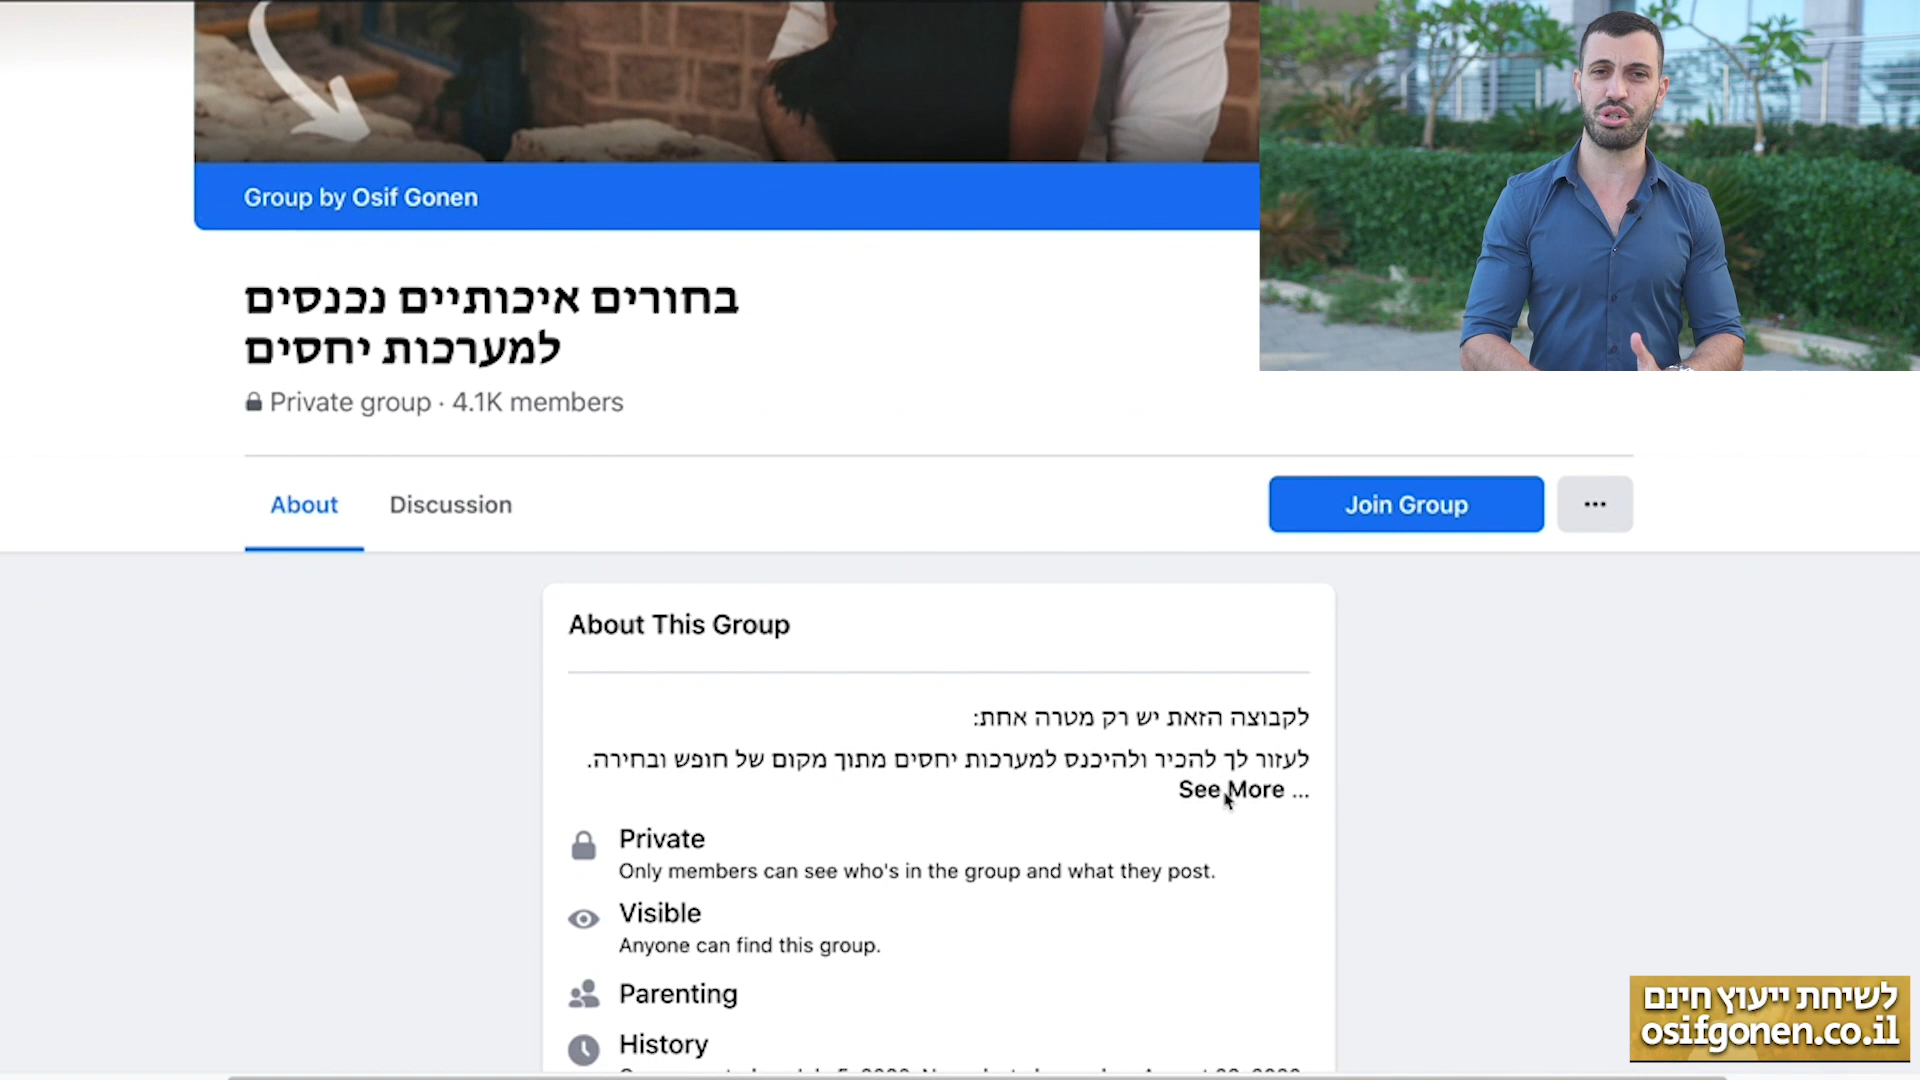 Group by Osif Gonen
בחורים איכותיים נכנסים
למערכות יחסים
Private group · 4.1K members
About
Discussion
Join Group
...
About This Group
לקבוצה הזאת יש רק מטרה אחת:
לעזור לך להכיר ולהיכנס למערכות יחסים מתוך מקום של חופש ובחירה.
... See More
Private
Only members can see who's in the group and what they post.
Visible
Anyone can find this group.
Parenting
History
לשיחת ייעוץ חינם
osifgonen.co.il